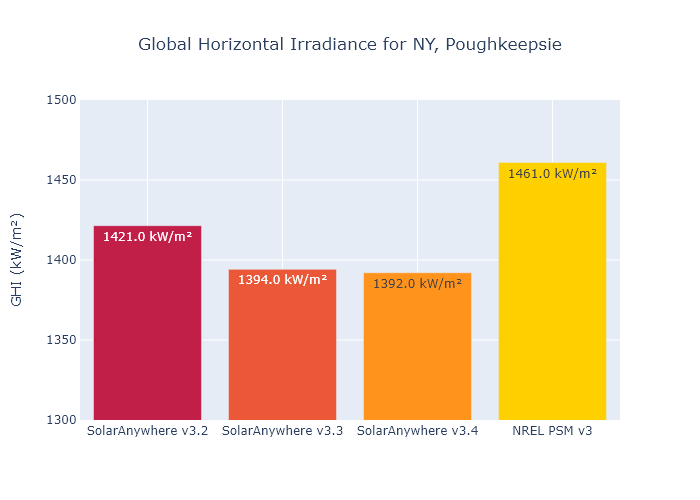 Global Horizontal Irradiance for NY, Poughkeepsie
1500
1450
1400
1350
1300
GHI (kW/m²)
1421.0 kW/m²
1394.0 kW/m²
1392.0 kW/m²
1461.0 kW/m²
SolarAnywhere v3.2
SolarAnywhere v3.3
SolarAnywhere v3.4
NREL PSM v3